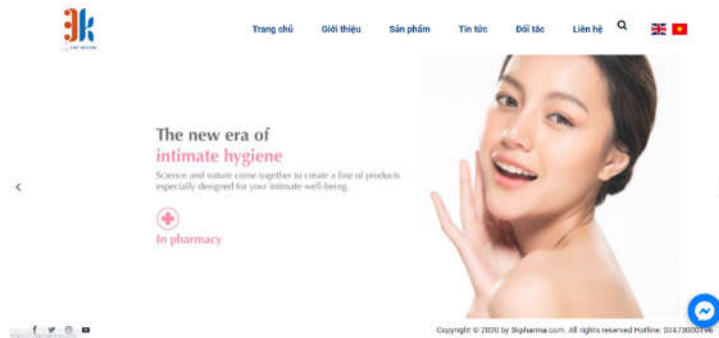 3k
Trang chủ
Giới thiệu
Sản phẩm
Tin tức
Đối tác
Liên hệ
The new era of
intimate hygiene
Science and nature come together to create a line of products
especially designed for your intimate well-being.
In pharmacy
Copyright © 2020 by 3kpharma.com. All rights reserved Hotline: